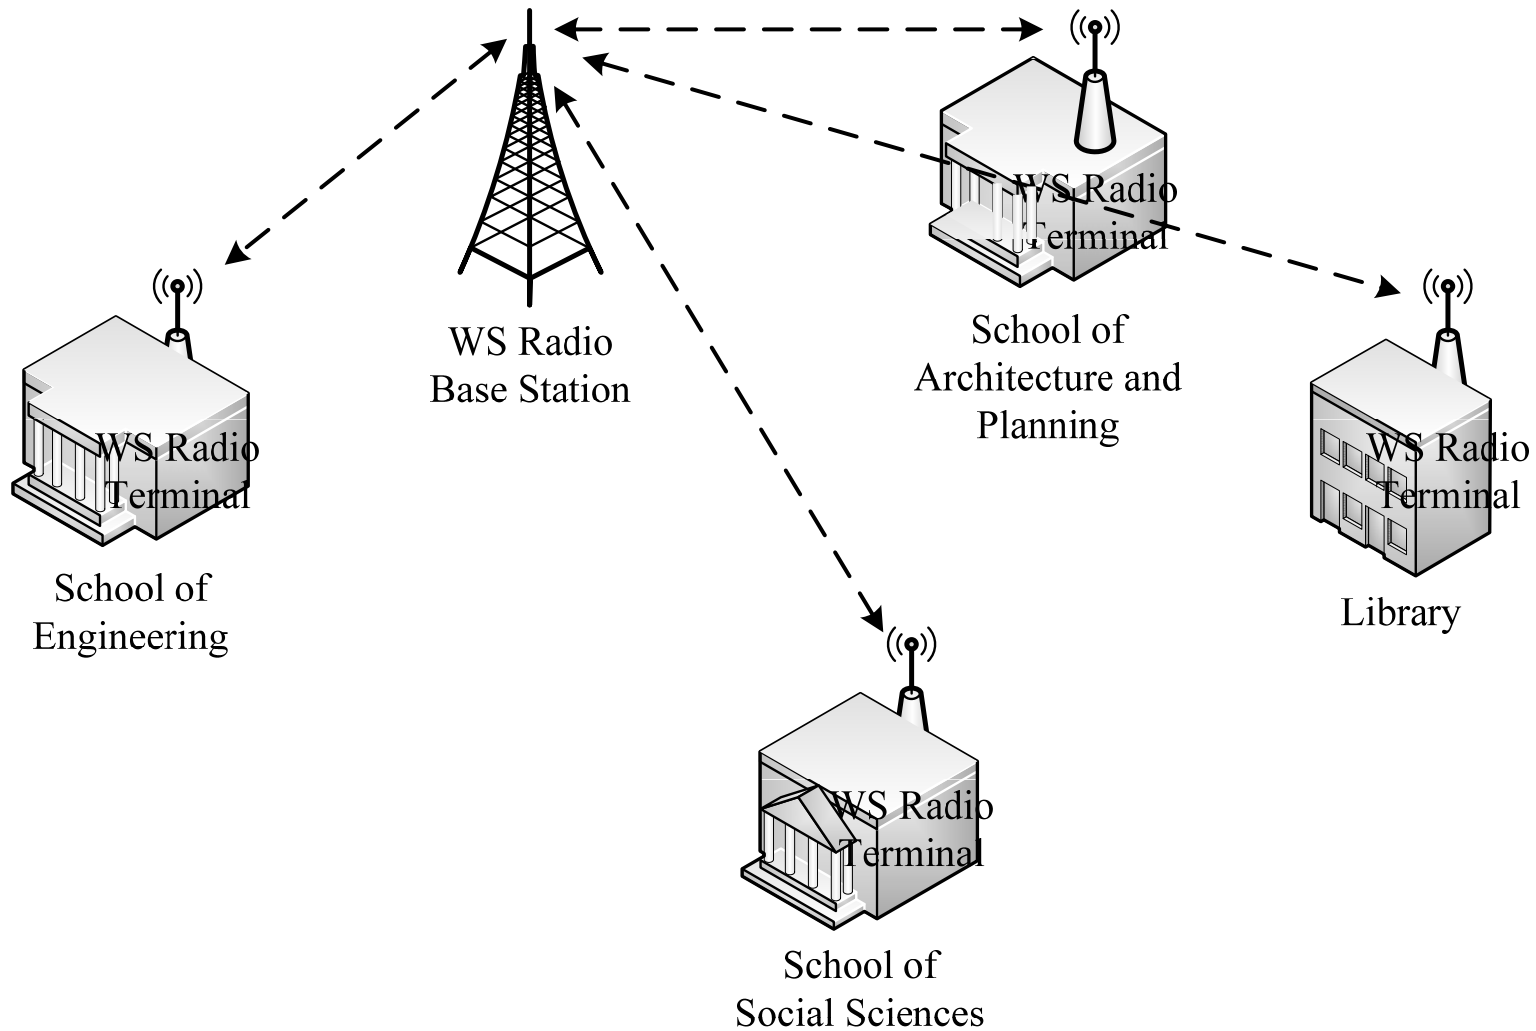 WS Radio
Terminal
School of
Architecture and
Planning
WS Radio
Base Station
WS Radio
Terminal
School of
Engineering
WS Radio
Terminal
Library
WS Radio
Terminal
School of
Social Sciences